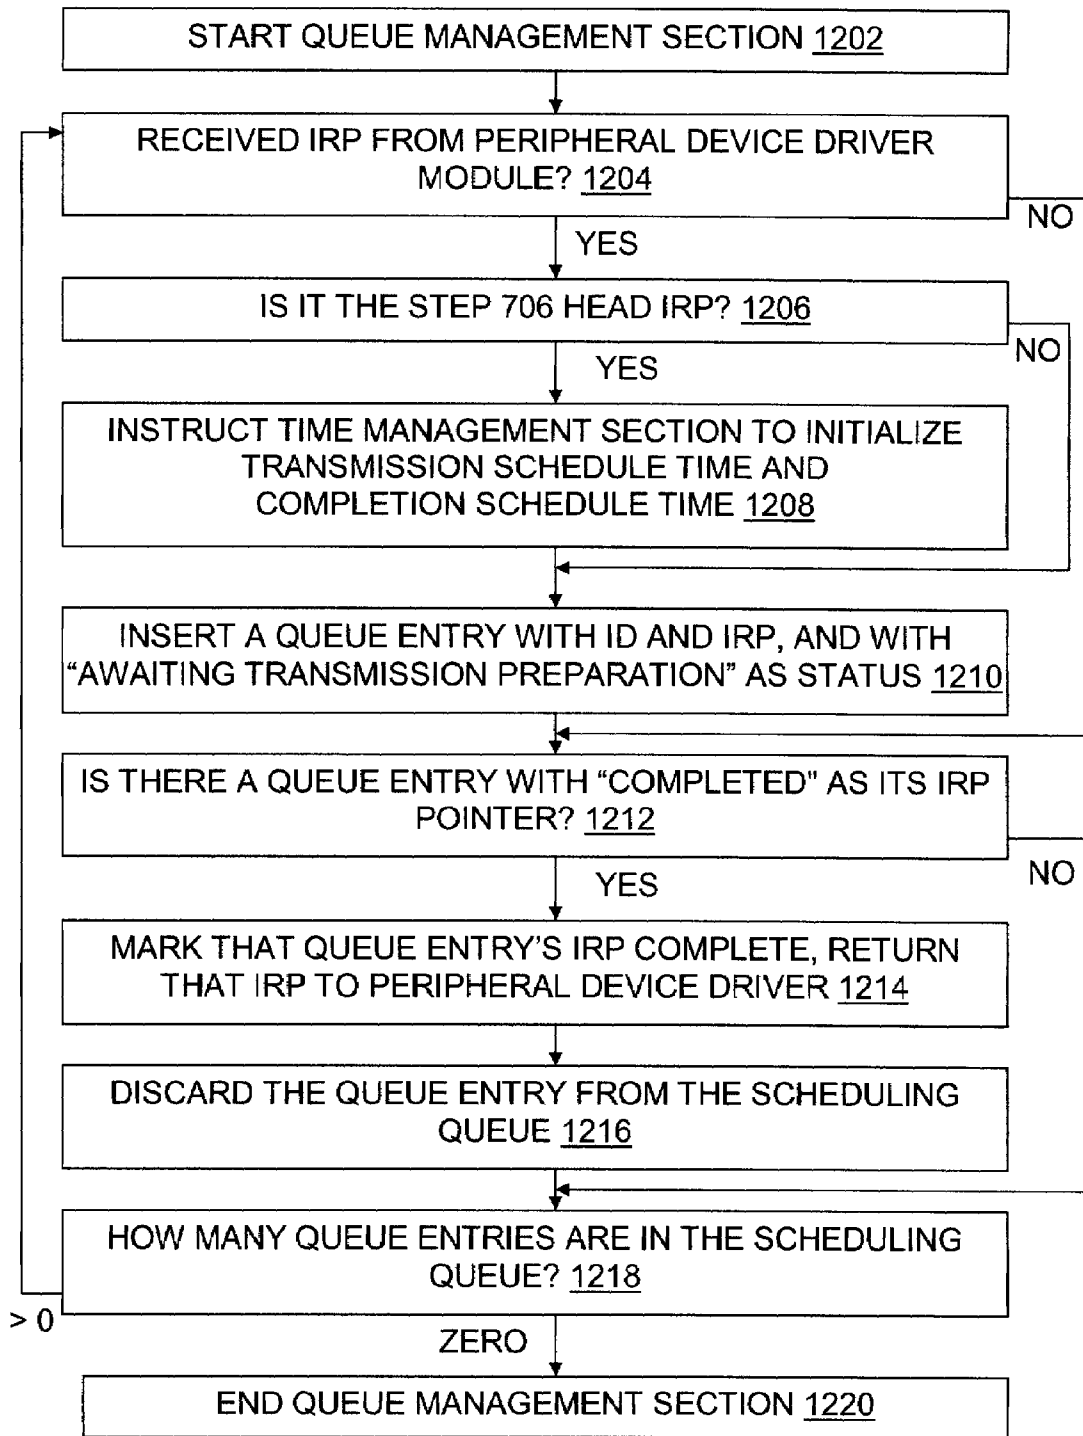 START QUEUE MANAGEMENT SECTION 1202
RECEIVED IRP FROM PERIPHERAL DEVICE DRIVER
MODULE? 1204
NO
YES
IS IT THE STEP 706 HEAD IRP? 1206
NO
YES
INSTRUCT TIME MANAGEMENT SECTION TO INITIALIZE
TRANSMISSION SCHEDULE TIME AND
COMPLETION SCHEDULE TIME 1208
INSERT A QUEUE ENTRY WITH ID AND IRP, AND WITH
“AWAITING TRANSMISSION PREPARATION” AS STATUS 1210
IS THERE A QUEUE ENTRY WITH “COMPLETED” AS ITS IRP
POINTER? 1212
NO
YES
MARK THAT QUEUE ENTRY'S IRP COMPLETE, RETURN
THAT IRP TO PERIPHERAL DEVICE DRIVER 1214
DISCARD THE QUEUE ENTRY FROM THE SCHEDULING
QUEUE 1216
HOW MANY QUEUE ENTRIES ARE IN THE SCHEDULING
QUEUE? 1218
> 0
ZERO
END QUEUE MANAGEMENT SECTION 1220